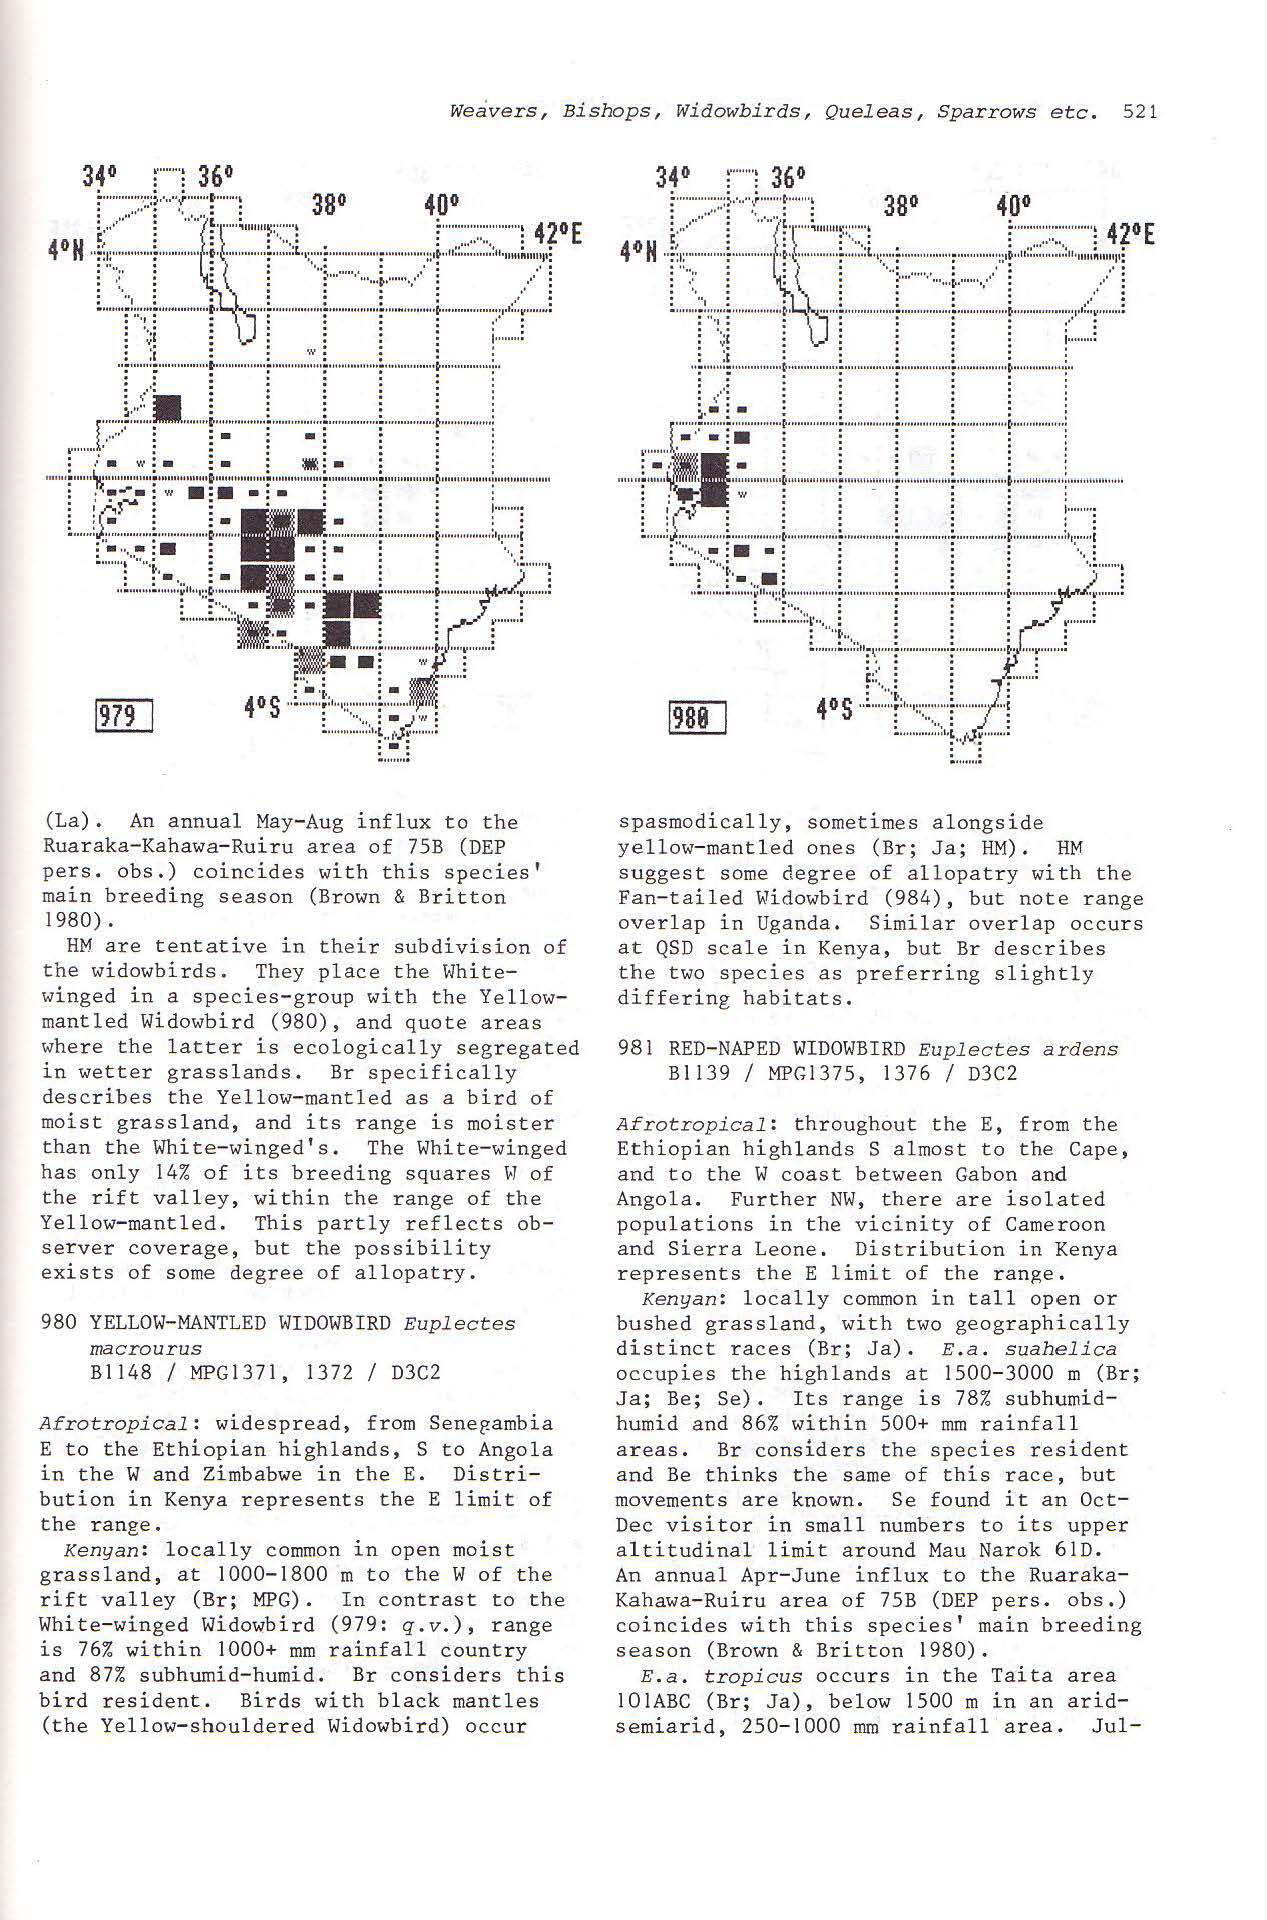 Weavers, Bishops, Widowbirds, Queleas, Sparrows etc. 521
34° 36°
38° 40°
4°N 42°E
w
w
w
w
w
4°S
979
34° 36°
38° 40°
4°N 42°E
w
4°S
980
(La). An annual May-Aug influx to the
Ruaraka-Kahawa-Ruiru area of 75B (DEP
pers. obs.) coincides with this species'
main breeding season (Brown & Britton
1980).
HM are tentative in their subdivision of
the widowbirds. They place the White-
winged in a species-group with the Yellow-
mantled Widowbird (980), and quote areas
where the latter is ecologically segregated
in wetter grasslands. Br specifically
describes the Yellow-mantled as a bird of
moist grassland, and its range is moister
than the White-winged's. The White-winged
has only 14% of its breeding squares W of
the rift valley, within the range of the
Yellow-mantled. This partly reflects ob-
server coverage, but the possibility
exists of some degree of allopatry.
980 YELLOW-MANTLED WIDOWBIRD Euplectes
macrourus
B1148 / MPG1371, 1372 / D3C2
Afrotropical: widespread, from Senegambia
E to the Ethiopian highlands, S to Angola
in the W and Zimbabwe in the E. Distri-
bution in Kenya represents the E limit of
the range.
Kenyan: locally common in open moist
grassland, at 1000-1800 m to the W of the
rift valley (Br; MPG). In contrast to the
White-winged Widowbird (979: q.v.), range
is 76% within 1000+ mm rainfall country
and 87% subhumid-humid. Br considers this
bird resident. Birds with black mantles
(the Yellow-shouldered Widowbird) occur
spasmodically, sometimes alongside
yellow-mantled ones (Br; Ja; HM). HM
suggest some degree of allopatry with the
Fan-tailed Widowbird (984), but note range
overlap in Uganda. Similar overlap occurs
at QSD scale in Kenya, but Br describes
the two species as preferring slightly
differing habitats.
981 RED-NAPED WIDOWBIRD Euplectes ardens
B1139 / MPG1375, 1376 / D3C2
Afrotropical: throughout the E, from the
Ethiopian highlands S almost to the Cape,
and to the W coast between Gabon and
Angola. Further NW, there are isolated
populations in the vicinity of Cameroon
and Sierra Leone. Distribution in Kenya
represents the E limit of the range.
Kenyan: locally common in tall open or
bushed grassland, with two geographically
distinct races (Br; Ja). E.a. suahelica
occupies the highlands at 1500-3000 m (Br;
Ja; Be; Se). Its range is 78% subhumid-
humid and 86% within 500+ mm rainfall
areas. Br considers the species resident
and Be thinks the same of this race, but
movements are known. Se found it an Oct-
Dec visitor in small numbers to its upper
altitudinal limit around Mau Narok 61D.
An annual Apr-June influx to the Ruaraka-
Kahawa-Ruiru area of 75B (DEP pers. obs.)
coincides with this species' main breeding
season (Brown & Britton 1980).
E.a. tropicus occurs in the Taita area
101ABC (Br; Ja), below 1500 m in an arid-
semiarid, 250-1000 mm rainfall area. Jul-